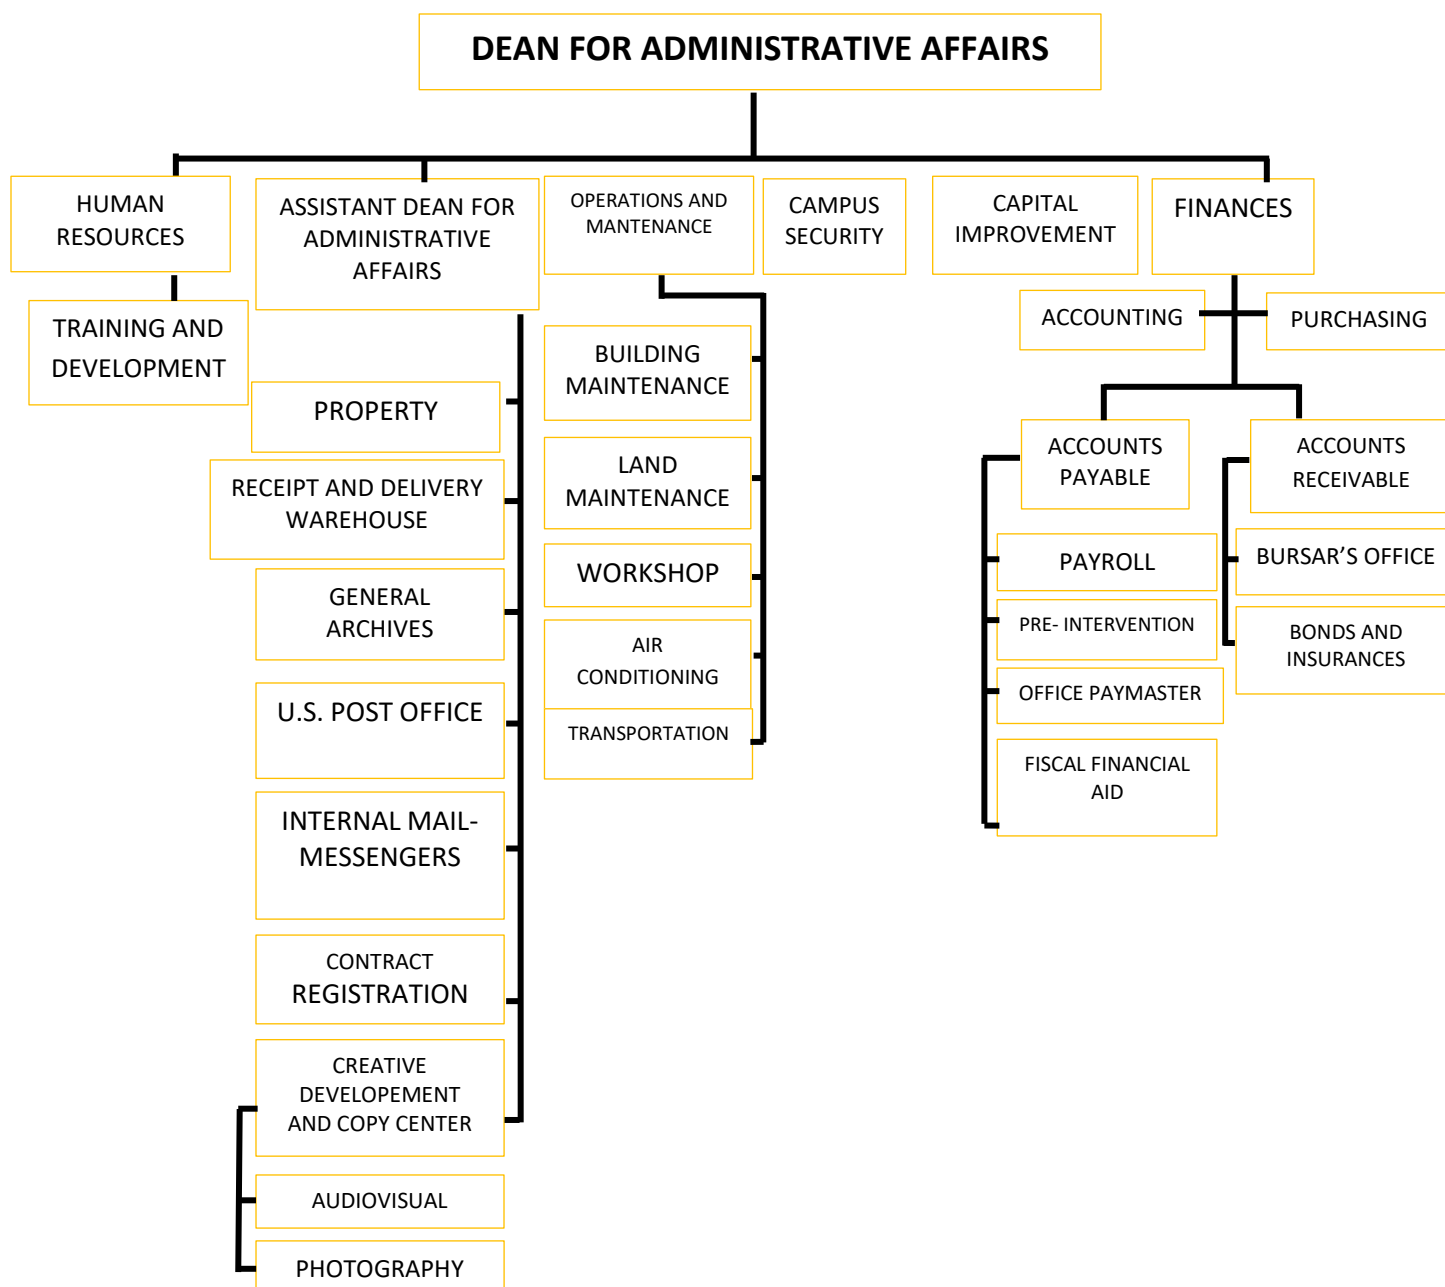 DEAN FOR ADMINISTRATIVE AFFAIRS
HUMAN
RESOURCES
ASSISTANT DEAN FOR
ADMINISTRATIVE
AFFAIRS
OPERATIONS AND
MANTENANCE
CAMPUS
SECURITY
CAPITAL
IMPROVEMENT
FINANCES
TRAINING AND
DEVELOPMENT
PROPERTY
RECEIPT AND DELIVERY
WAREHOUSE
GENERAL
ARCHIVES
U.S. POST OFFICE
INTERNAL MAIL-
MESSENGERS
CONTRACT
REGISTRATION
CREATIVE
DEVELOPEMENT
AND COPY CENTER
AUDIOVISUAL
PHOTOGRAPHY
BUILDING
MAINTENANCE
LAND
MAINTENANCE
WORKSHOP
AIR
CONDITIONING
TRANSPORTATION
ACCOUNTING
PURCHASING
ACCOUNTS
PAYABLE
PAYROLL
PRE- INTERVENTION
OFFICE PAYMASTER
FISCAL FINANCIAL
AID
ACCOUNTS
RECEIVABLE
BURSAR’S OFFICE
BONDS AND
INSURANCES